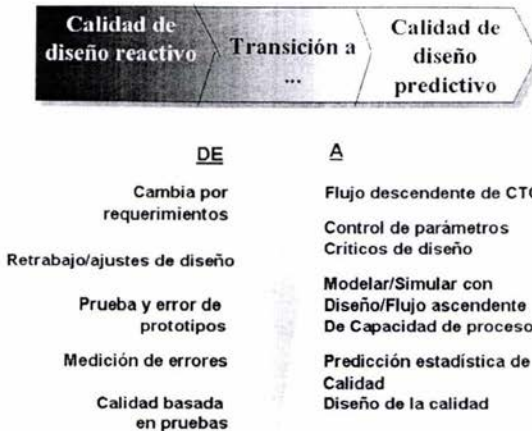 Calidad de
diseño reactivo
Transición a
...
Calidad de
diseño
predictivo
DE
A
Cambia por
requerimientos
Flujo descendente de
Retrabajo/ajustes de diseño
Control de parámetros
Críticos de diseño
Prueba y error de
prototipos
Modelar/Simular con
Diseño/Flujo ascendente
De Capacidad de proceso
Medición de errores
Predicción estadística de
Calidad
Calidad basada
en pruebas
Diseño de la calidad